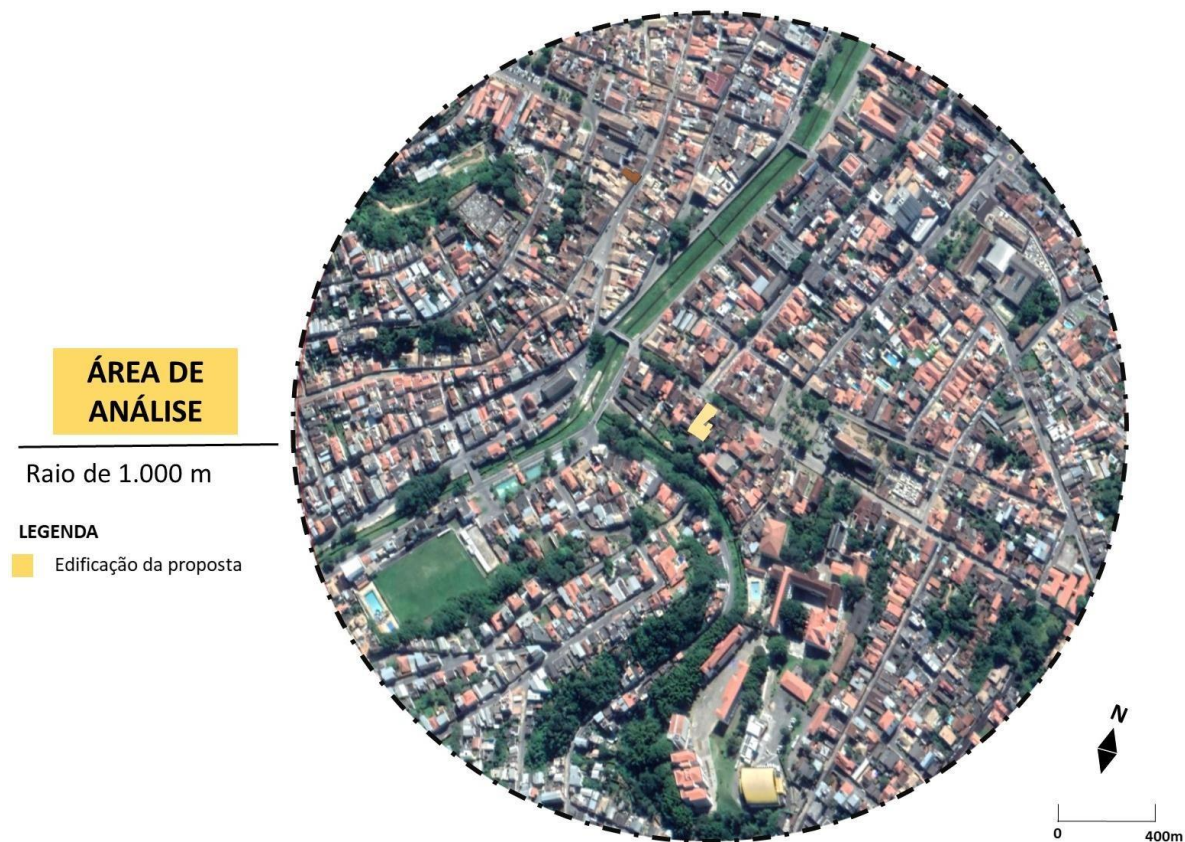 ÁREA DE
ANÁLISE
Raio de 1.000 m
LEGENDA
Edificação da proposta
N
0 400m